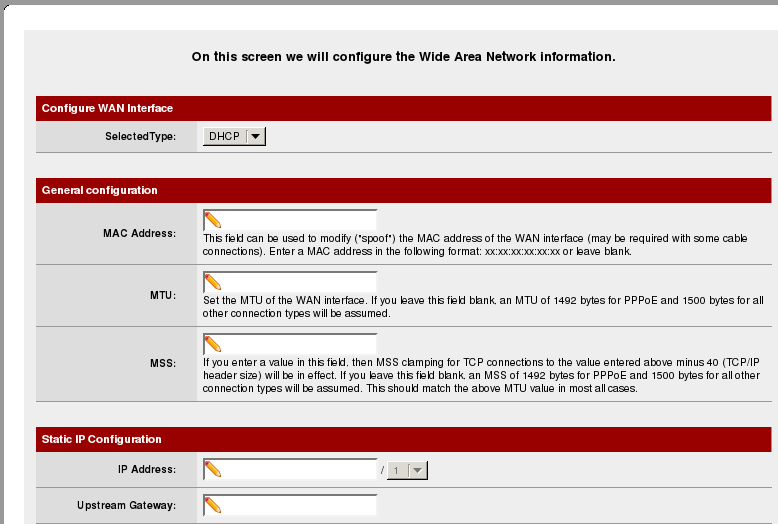 On this screen we will configure the Wide Area Network information.
Configure WAN Interface
SelectedType:
DHCP
General configuration
MAC Address:
This field can be used to modify ("spoof") the MAC address of the WAN interface (may be required with some cable
connections). Enter a MAC address in the following format: xx:xx:xx:xx:xx:xx or leave blank.
MTU:
Set the MTU of the WAN interface. If you leave this field blank, an MTU of 1492 bytes for PPPoE and 1500 bytes for all
other connection types will be assumed.
MSS:
If you enter a value in this field, then MSS clamping for TCP connections to the value entered above minus 40 (TCP/IP
header size) will be in effect. If you leave this field blank, an MSS of 1492 bytes for PPPoE and 1500 bytes for all other
connection types will be assumed. This should match the above MTU value in most all cases.
Static IP Configuration
IP Address:
/ 1
Upstream Gateway: